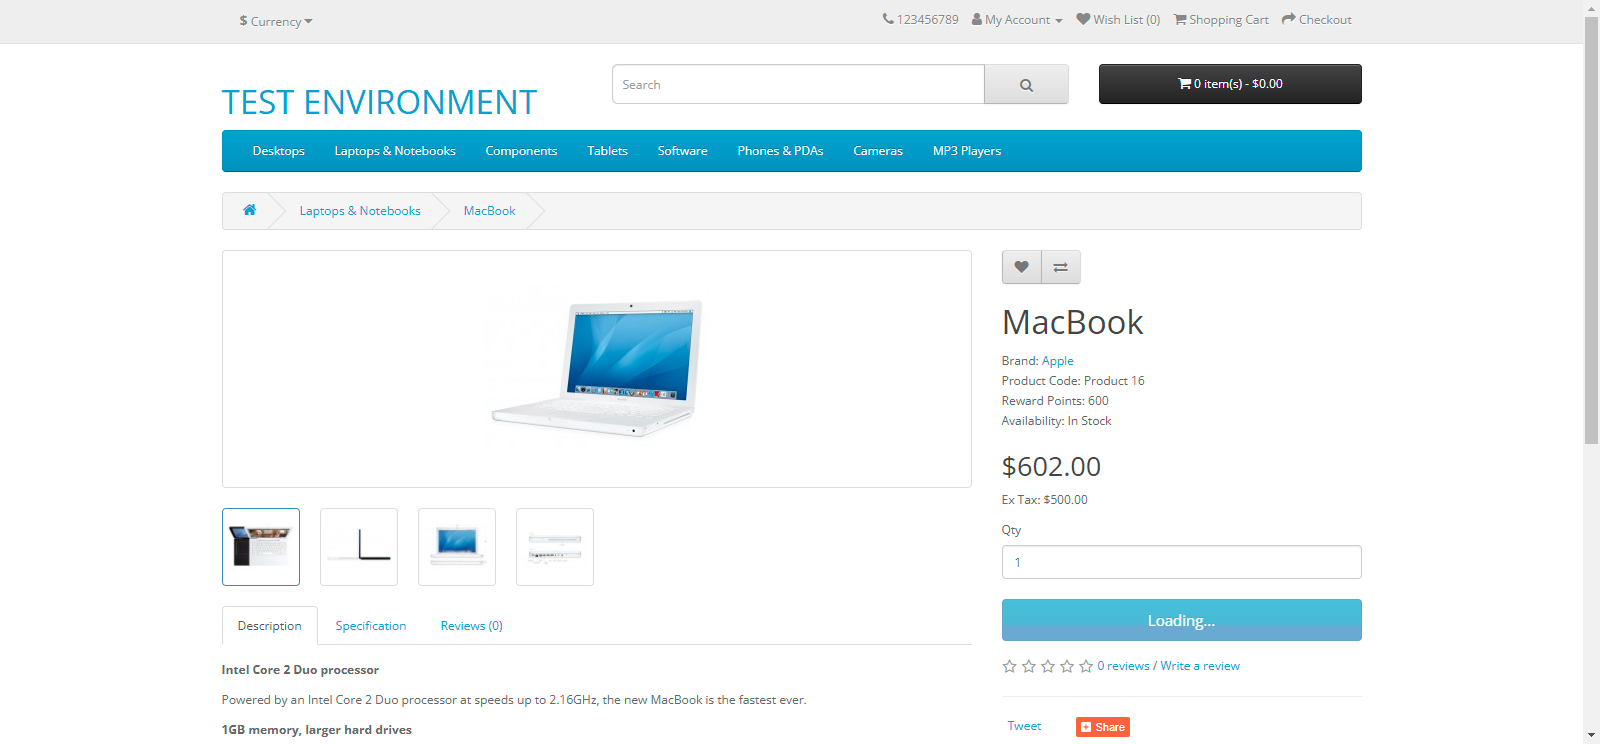 $ Currency
123456789 My Account Wish List (0) Shopping Cart Checkout
TEST ENVIRONMENT
Search
0 item(s) - $0.00
Desktops Laptops & Notebooks Components Tablets Software Phones & PDAs Cameras MP3 Players
Laptops & Notebooks MacBook
MacBook
Brand: Apple
Product Code: Product 16
Reward Points: 600
Availability: In Stock
$602.00
Ex Tax: $500.00
Qty
1
Loading...
0 reviews / Write a review
Tweet Share
Description Specification Reviews (0)
Intel Core 2 Duo processor
Powered by an Intel Core 2 Duo processor at speeds up to 2.16GHz, the new MacBook is the fastest ever.
1GB memory, larger hard drives